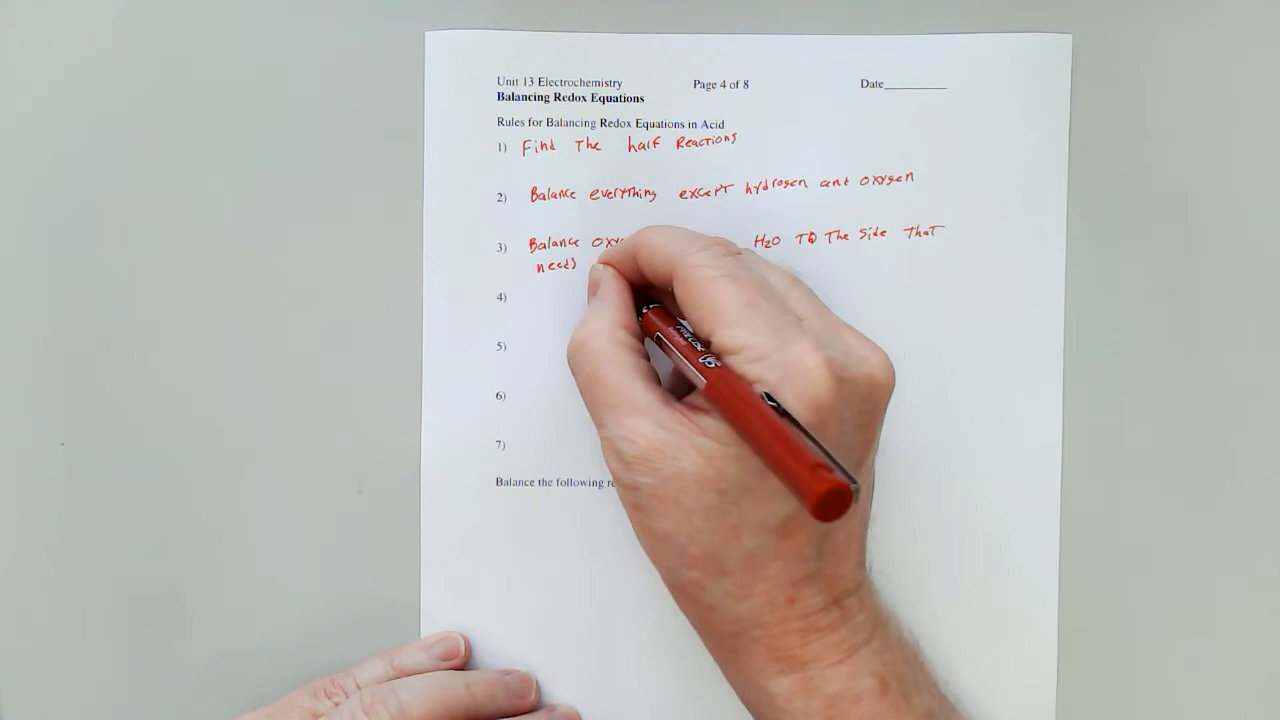 Unit 13 Electrochemistry Page 4 of 8 Date_________
Balancing Redox Equations
Rules for Balancing Redox Equations in Acid
1) Find The half Reactions
2) Balance everything except hydrogen and oxygen
3) Balance H2O TO The Side That
needs
4)
5)
6)
7)
Balance the following